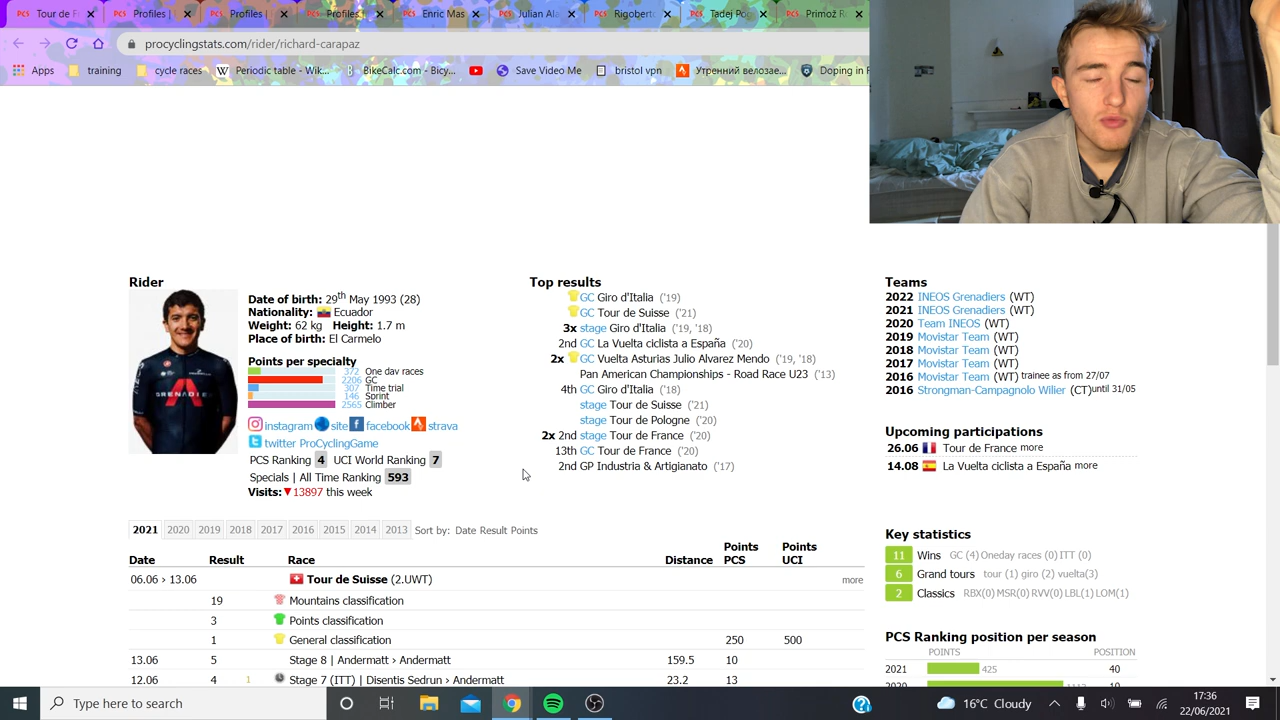 Tour de F
Profiles
Profiles
Profiles
Enric Mas
Julian Ala
Rigoberto
Tadej Pog
Primož R
procyclingstats.com/rider/richard-carapaz
Apps training cycle races Periodic table - Wik... BikeCalc.com - Bicy... Save Video Me bristol vpn Утренний велозае... Doping in F
Rider
Date of birth: 29th May 1993 (28)
Nationality: Ecuador
Weight: 62 kg Height: 1.7 m
Place of birth: El Carmelo
Points per specialty
372 One day races
2206 GC
307 Time trial
146 Sprint
2565 Climber
instagram site facebook strava
twitter ProCyclingGame
PCS Ranking 4 UCI World Ranking 7
Specials | All Time Ranking 593
Visits: ▼13897 this week
GRENADIE
Top results
GC Giro d'Italia ('19)
GC Tour de Suisse ('21)
3x stage Giro d'Italia ('19, '18)
2nd GC La Vuelta ciclista a España ('20)
2x GC Vuelta Asturias Julio Alvarez Mendo ('19, '18)
Pan American Championships - Road Race U23 ('13)
4th GC Giro d'Italia ('18)
stage Tour de Suisse ('21)
stage Tour de Pologne ('20)
2x 2nd stage Tour de France ('20)
13th GC Tour de France ('20)
2nd GP Industria & Artigianato ('17)
Teams
2022 INEOS Grenadiers (WT)
2021 INEOS Grenadiers (WT)
2020 Team INEOS (WT)
2019 Movistar Team (WT)
2018 Movistar Team (WT)
2017 Movistar Team (WT)
2016 Movistar Team (WT) trainee as from 27/07
2016 Strongman-Campagnolo Wilier (CT) until 31/05
Upcoming participations
26.06 Tour de France more
14.08 La Vuelta ciclista a España more
Key statistics
11 Wins GC (4) Oneday races (0) ITT (0)
6 Grand tours tour (1) giro (2) vuelta(3)
2 Classics RBX(0) MSR(0) RVV(0) LBL(1) LOM(1)
PCS Ranking position per season
POINTS POSITION
2021 425 40
2021 2020 2019 2018 2017 2016 2015 2014 2013 Sort by: Date Result Points
Date Result Race Distance Points PCS Points UCI
06.06 › 13.06 Tour de Suisse (2.UWT) more
19 Mountains classification
3 Points classification
1 General classification 250 500
13.06 5 Stage 8 | Andermatt › Andermatt 159.5 10
12.06 4 1 Stage 7 (ITT) | Disentis Sedrun › Andermatt 23.2 13
Type here to search
16°C Cloudy
17:36
22/06/2021